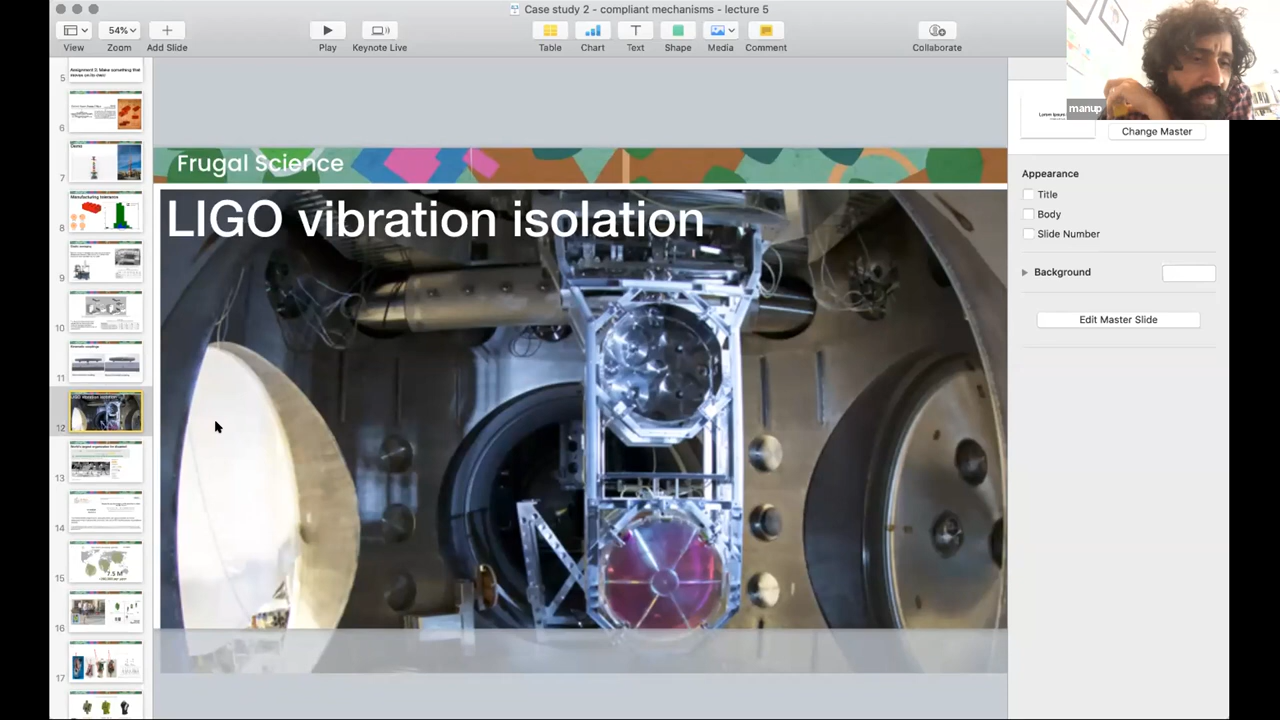 Case study 2 - compliant mechanisms - lecture 5
54%
View
Zoom
Add Slide
Play
Keynote Live
Table
Chart
Text
Shape
Media
Comment
Collaborate
manup
Change Master
Appearance
Title
Body
Slide Number
Background
Edit Master Slide
Frugal Science
LIGO vibration isolation
5
6
7
8
9
10
11
12
13
14
15
16
17